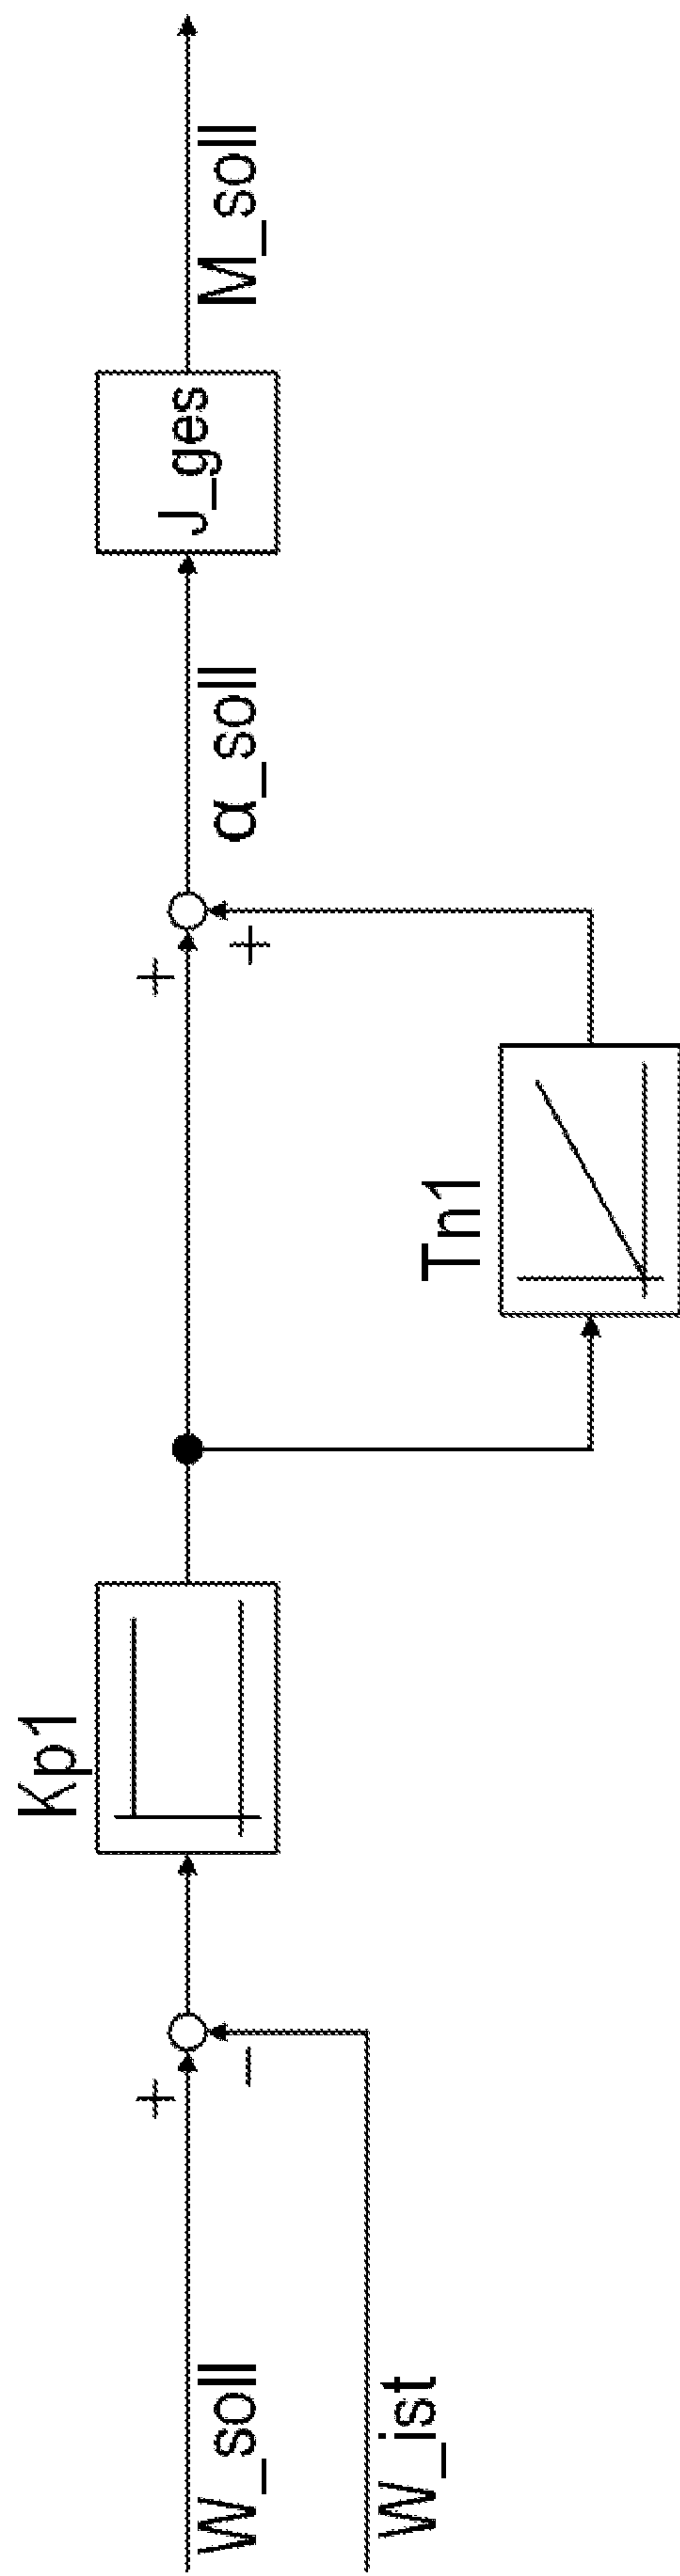 W_soll
W_ist
+
−
Kp1
Tn1
+
+
α_soll
J_ges
M_soll